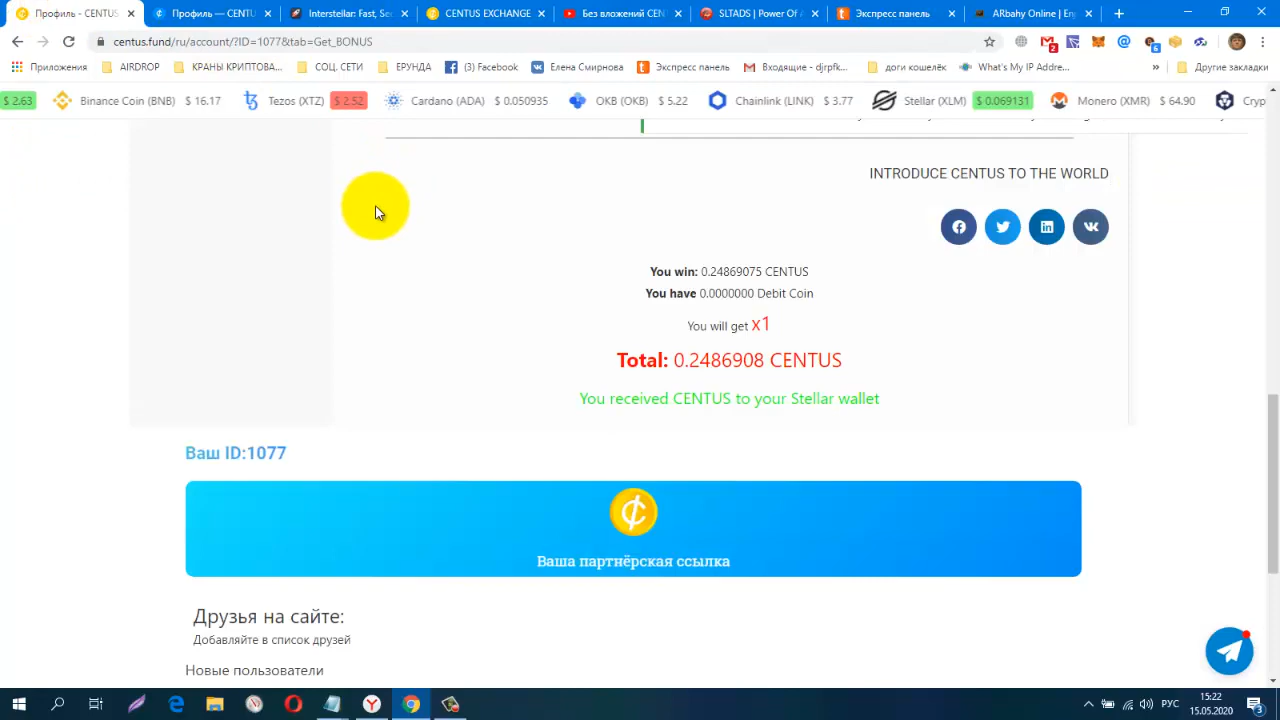 Профиль - CENTUS
Профиль — CENTU
Interstellar: Fast, Sec
CENTUS EXCHANGE
Без вложений CEN
SLTADS | Power Of A
Экспресс панель
ARbahy Online | Eng
centus.fund/ru/account/?ID=1077&tab=Get_BONUS
2
6
Приложения
AIRDROP
КРАНЫ КРИПТОВА...
СОЦ. СЕТИ
ЕРУНДА
(3) Facebook
Елена Смирнова
Экспресс панель
Входящие - djrpfk...
доги кошелёк
What's My IP Addre...
»
Другие закладки
$ 2.63
Binance Coin (BNB) $ 16.17
Tezos (XTZ) $ 2.52
Cardano (ADA) $ 0.050935
OKB (OKB) $ 5.22
Chainlink (LINK) $ 3.77
Stellar (XLM) $ 0.069131
Monero (XMR) $ 64.90
Cryp
INTRODUCE CENTUS TO THE WORLD
You win: 0.24869075 CENTUS
You have 0.0000000 Debit Coin
You will get x1
Total: 0.2486908 CENTUS
You received CENTUS to your Stellar wallet
Ваш ID:1077
Ваша партнёрская ссылка
Друзья на сайте:
Добавляйте в список друзей
Новые пользователи
РУС
15:22
15.05.2020
3